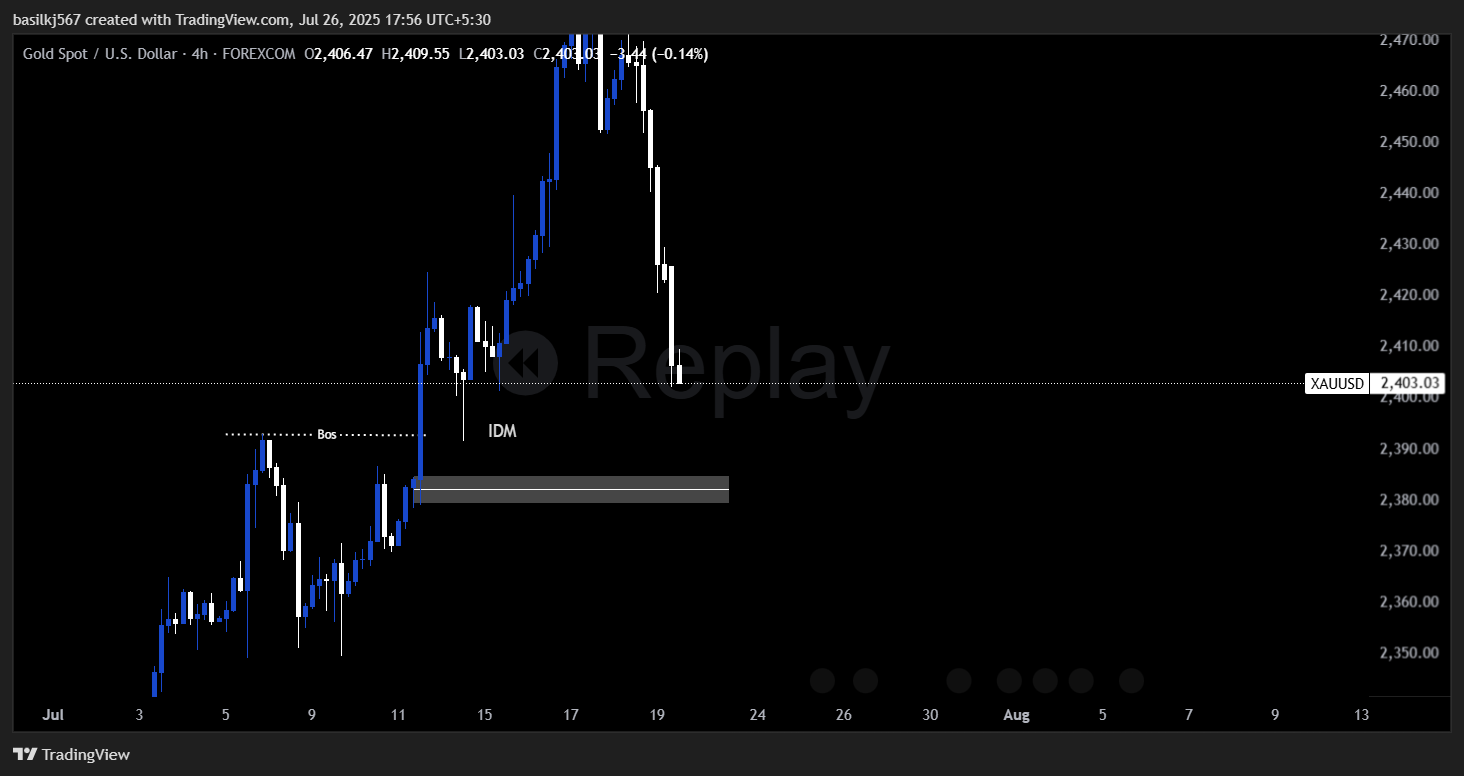 basilkj567 created with TradingView.com, Jul 26, 2025 17:56 UTC+5:30
Gold Spot / U.S. Dollar · 4h · FOREXCOM O2,406.47 H2,409.55 L2,403.03 C2,403.03 −3.44 (−0.14%)
2,470.00
2,460.00
2,450.00
2,440.00
2,430.00
2,420.00
2,410.00
Replay
XAUUSD 2,403.03
2,400.00
Bos
IDM
2,390.00
2,380.00
2,370.00
2,360.00
2,350.00
Jul 3 5 9 11 15 17 19 24 26 30 Aug 5 7 9 13
TradingView